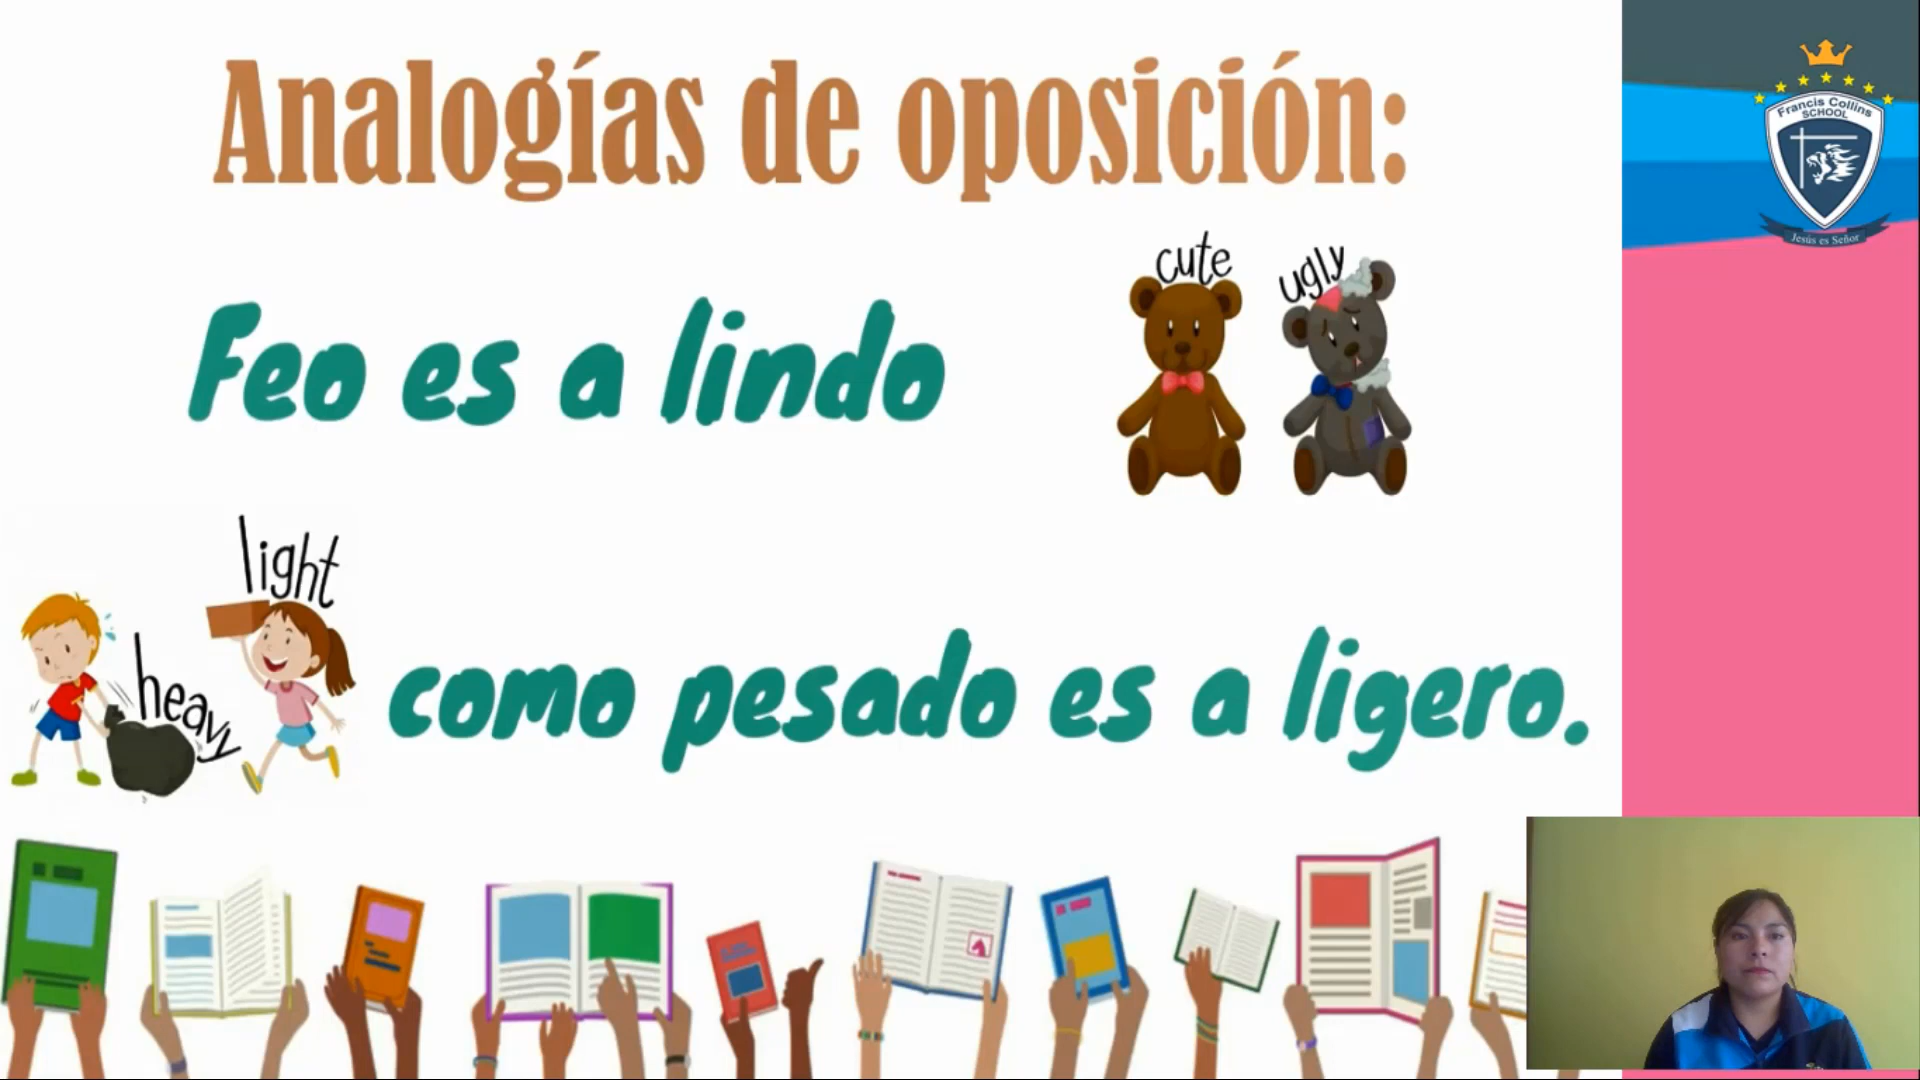 Analogías de oposición:
Francis Collins
SCHOOL
Jesús es Señor
cute
ugly
Feo es a lindo
light
heavy
como pesado es a ligero.